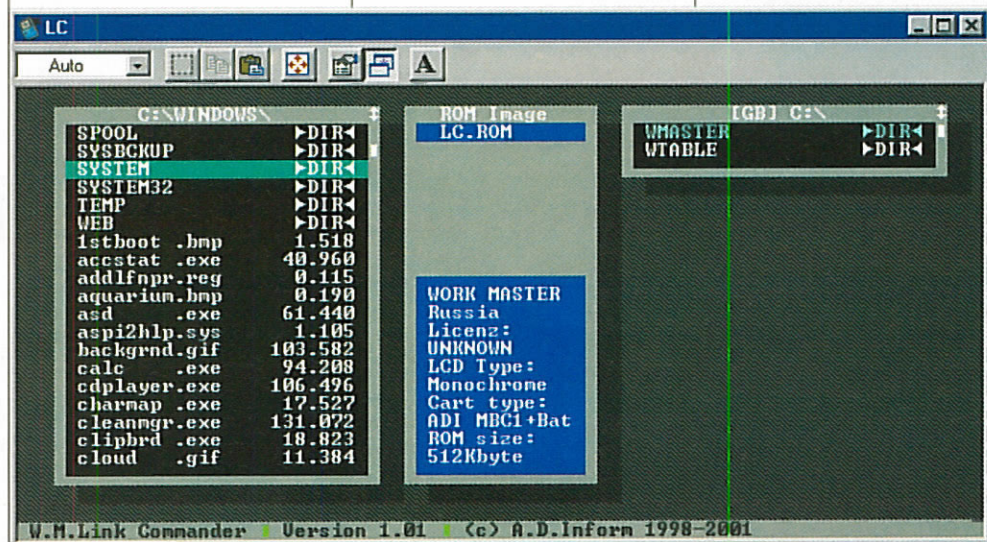 LC
Auto
A
C:\WINDOWS\
SPOOL ►DIR◄
SYSBCKUP ►DIR◄
SYSTEM ►DIR◄
SYSTEM32 ►DIR◄
TEMP ►DIR◄
WEB ►DIR◄
1stboot .bmp 1.518
accstat .exe 40.960
addlfnpr.reg 0.115
aquarium.bmp 0.190
asd .exe 61.440
aspi2hlp.sys 1.105
backgrnd.gif 103.582
calc .exe 94.208
cdplayer.exe 106.496
charmap .exe 17.527
cleanmgr.exe 131.072
clipbrd .exe 18.823
cloud .gif 11.384
ROM Image
LC.ROM
WORK MASTER
Russia
Licenz:
UNKNOWN
LCD Type:
Monochrome
Cart type:
ADI MBC1+Bat
ROM size:
512Kbyte
[GB] C:\
WMASTER ►DIR◄
WTABLE ►DIR◄
W.M.Link Commander Version 1.01 (c) A.D.Inform 1998-2001